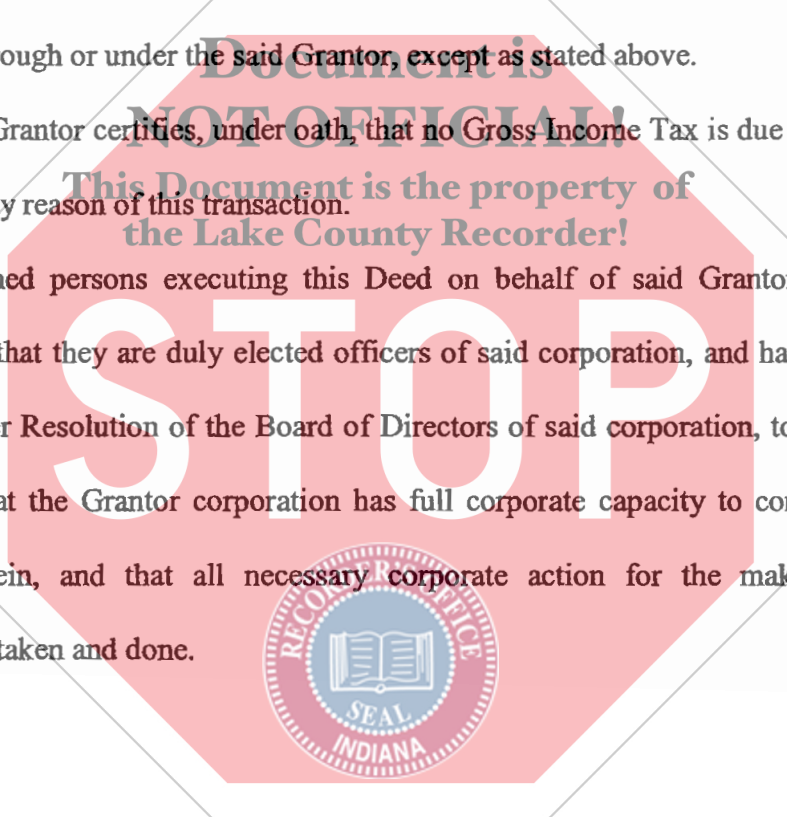 Document is
ough or under the said Grantor, except as stated above.
NOT OFFICIAL!
Grantor certifies, under oath, that no Gross Income Tax is due
This Document is the property of
y reason of this transaction.
the Lake County Recorder!
ned persons executing this Deed on behalf of said Grantor
STOP
that they are duly elected officers of said corporation, and ha
r Resolution of the Board of Directors of said corporation, to
at the Grantor corporation has full corporate capacity to co
ein, and that all necessary corporate action for the mak
taken and done.
RECORDER'S OFFICE
SEAL
INDIANA